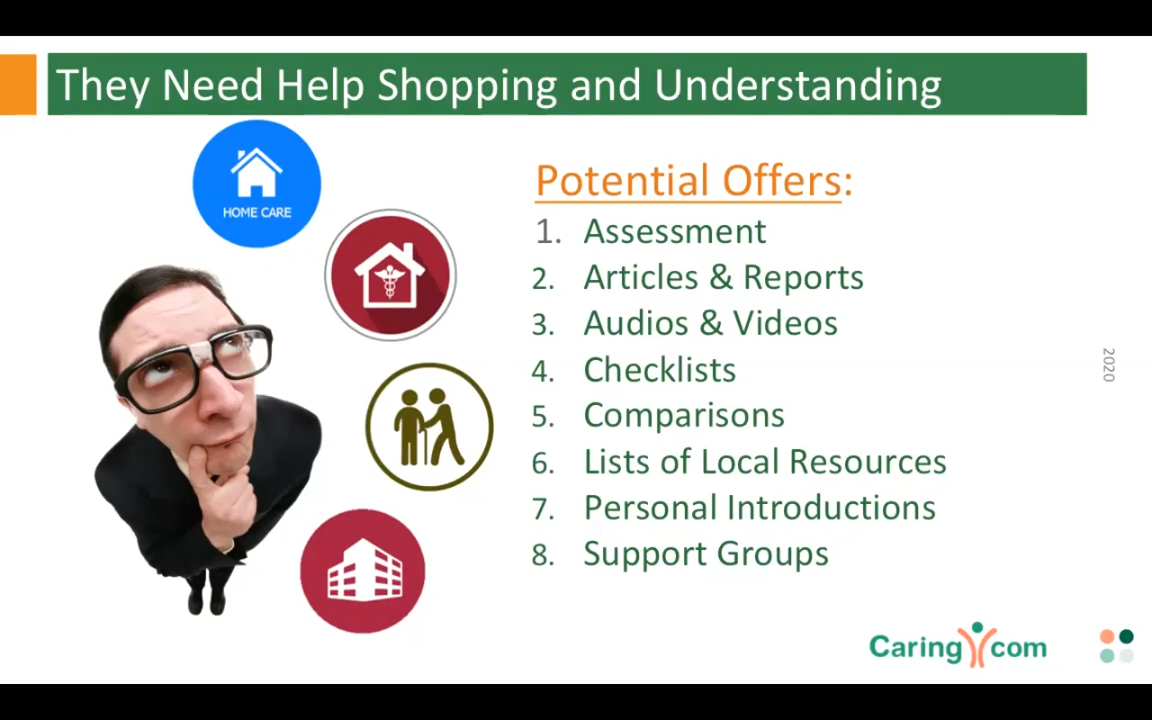 They Need Help Shopping and Understanding
HOME CARE
Potential Offers:
1. Assessment
2. Articles & Reports
3. Audios & Videos
4. Checklists
5. Comparisons
6. Lists of Local Resources
7. Personal Introductions
8. Support Groups
2020
Caring com